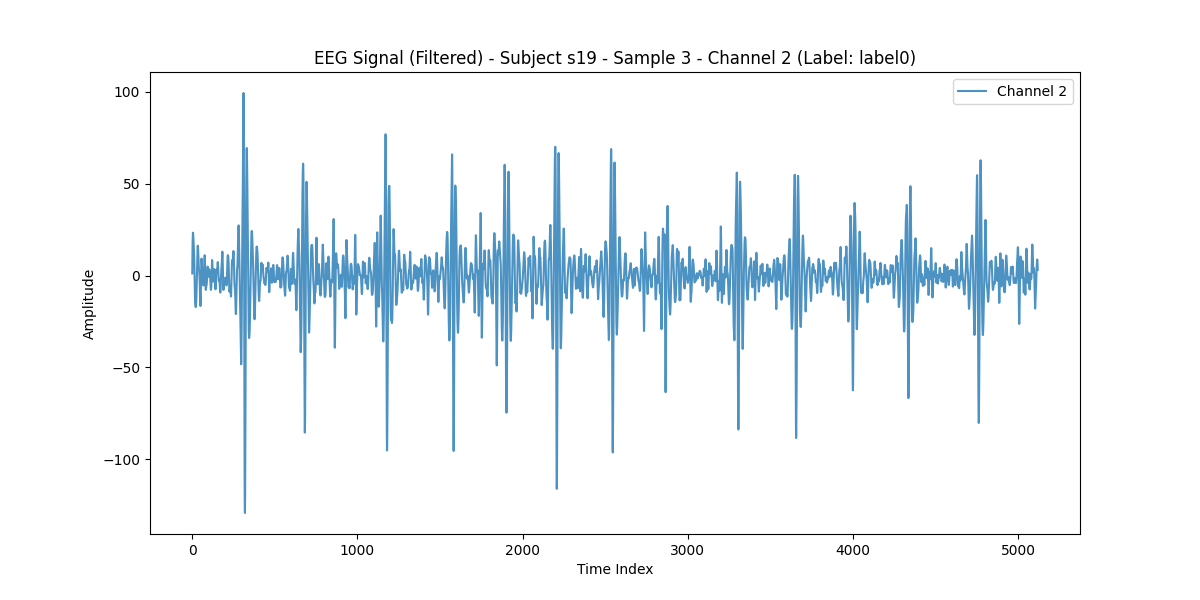 EEG Signal (Filtered) - Subject s19 - Sample 3 - Channel 2 (Label: label0)
Channel 2
100
50
0
−50
−100
Amplitude
0 1000 2000 3000 4000 5000
Time Index